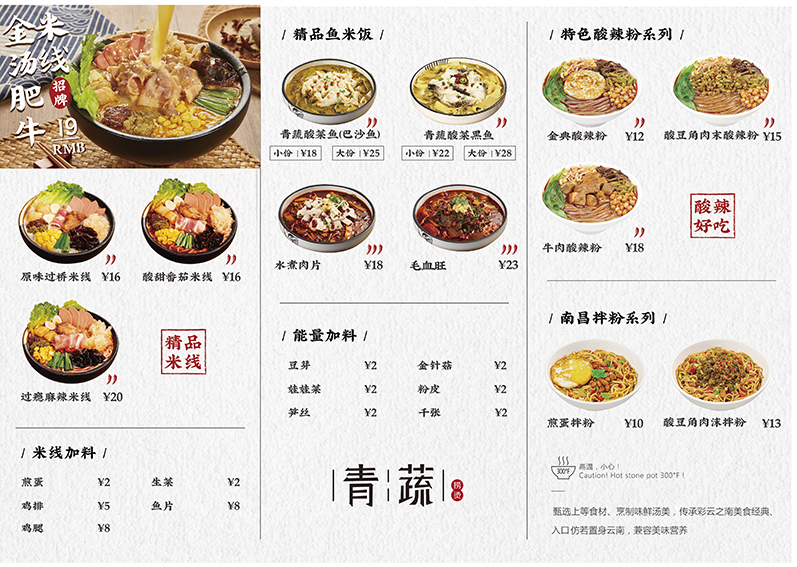 金汤肥牛
米线
招牌
19
RMB
原味过桥米线 ¥16
酸甜番茄米线 ¥16
过瘾麻辣米线 ¥20
精品
米线
/ 米线加料 /
煎蛋 ¥2
生菜 ¥2
鸡排 ¥5
鱼片 ¥8
鸡腿 ¥8
/ 精品鱼米饭 /
青蔬酸菜鱼(巴沙鱼)
小份 ¥18 大份 ¥25
青蔬酸菜黑鱼
小份 ¥22 大份 ¥28
水煮肉片 ¥18
毛血旺 ¥23
/ 能量加料 /
豆芽 ¥2
金针菇 ¥2
娃娃菜 ¥2
粉皮 ¥2
笋丝 ¥2
千张 ¥2
青蔬
捞烫
/ 特色酸辣粉系列 /
金典酸辣粉 ¥12
酸豆角肉末酸辣粉 ¥15
牛肉酸辣粉 ¥18
酸辣
好吃
/ 南昌拌粉系列 /
煎蛋拌粉 ¥10
酸豆角肉沫拌粉 ¥13
300°F
高温，小心！
Caution! Hot stone pot 300°F !
甄选上等食材、烹制味鲜汤美，传承彩云之南美食经典、
入口仿若置身云南，兼容美味营养